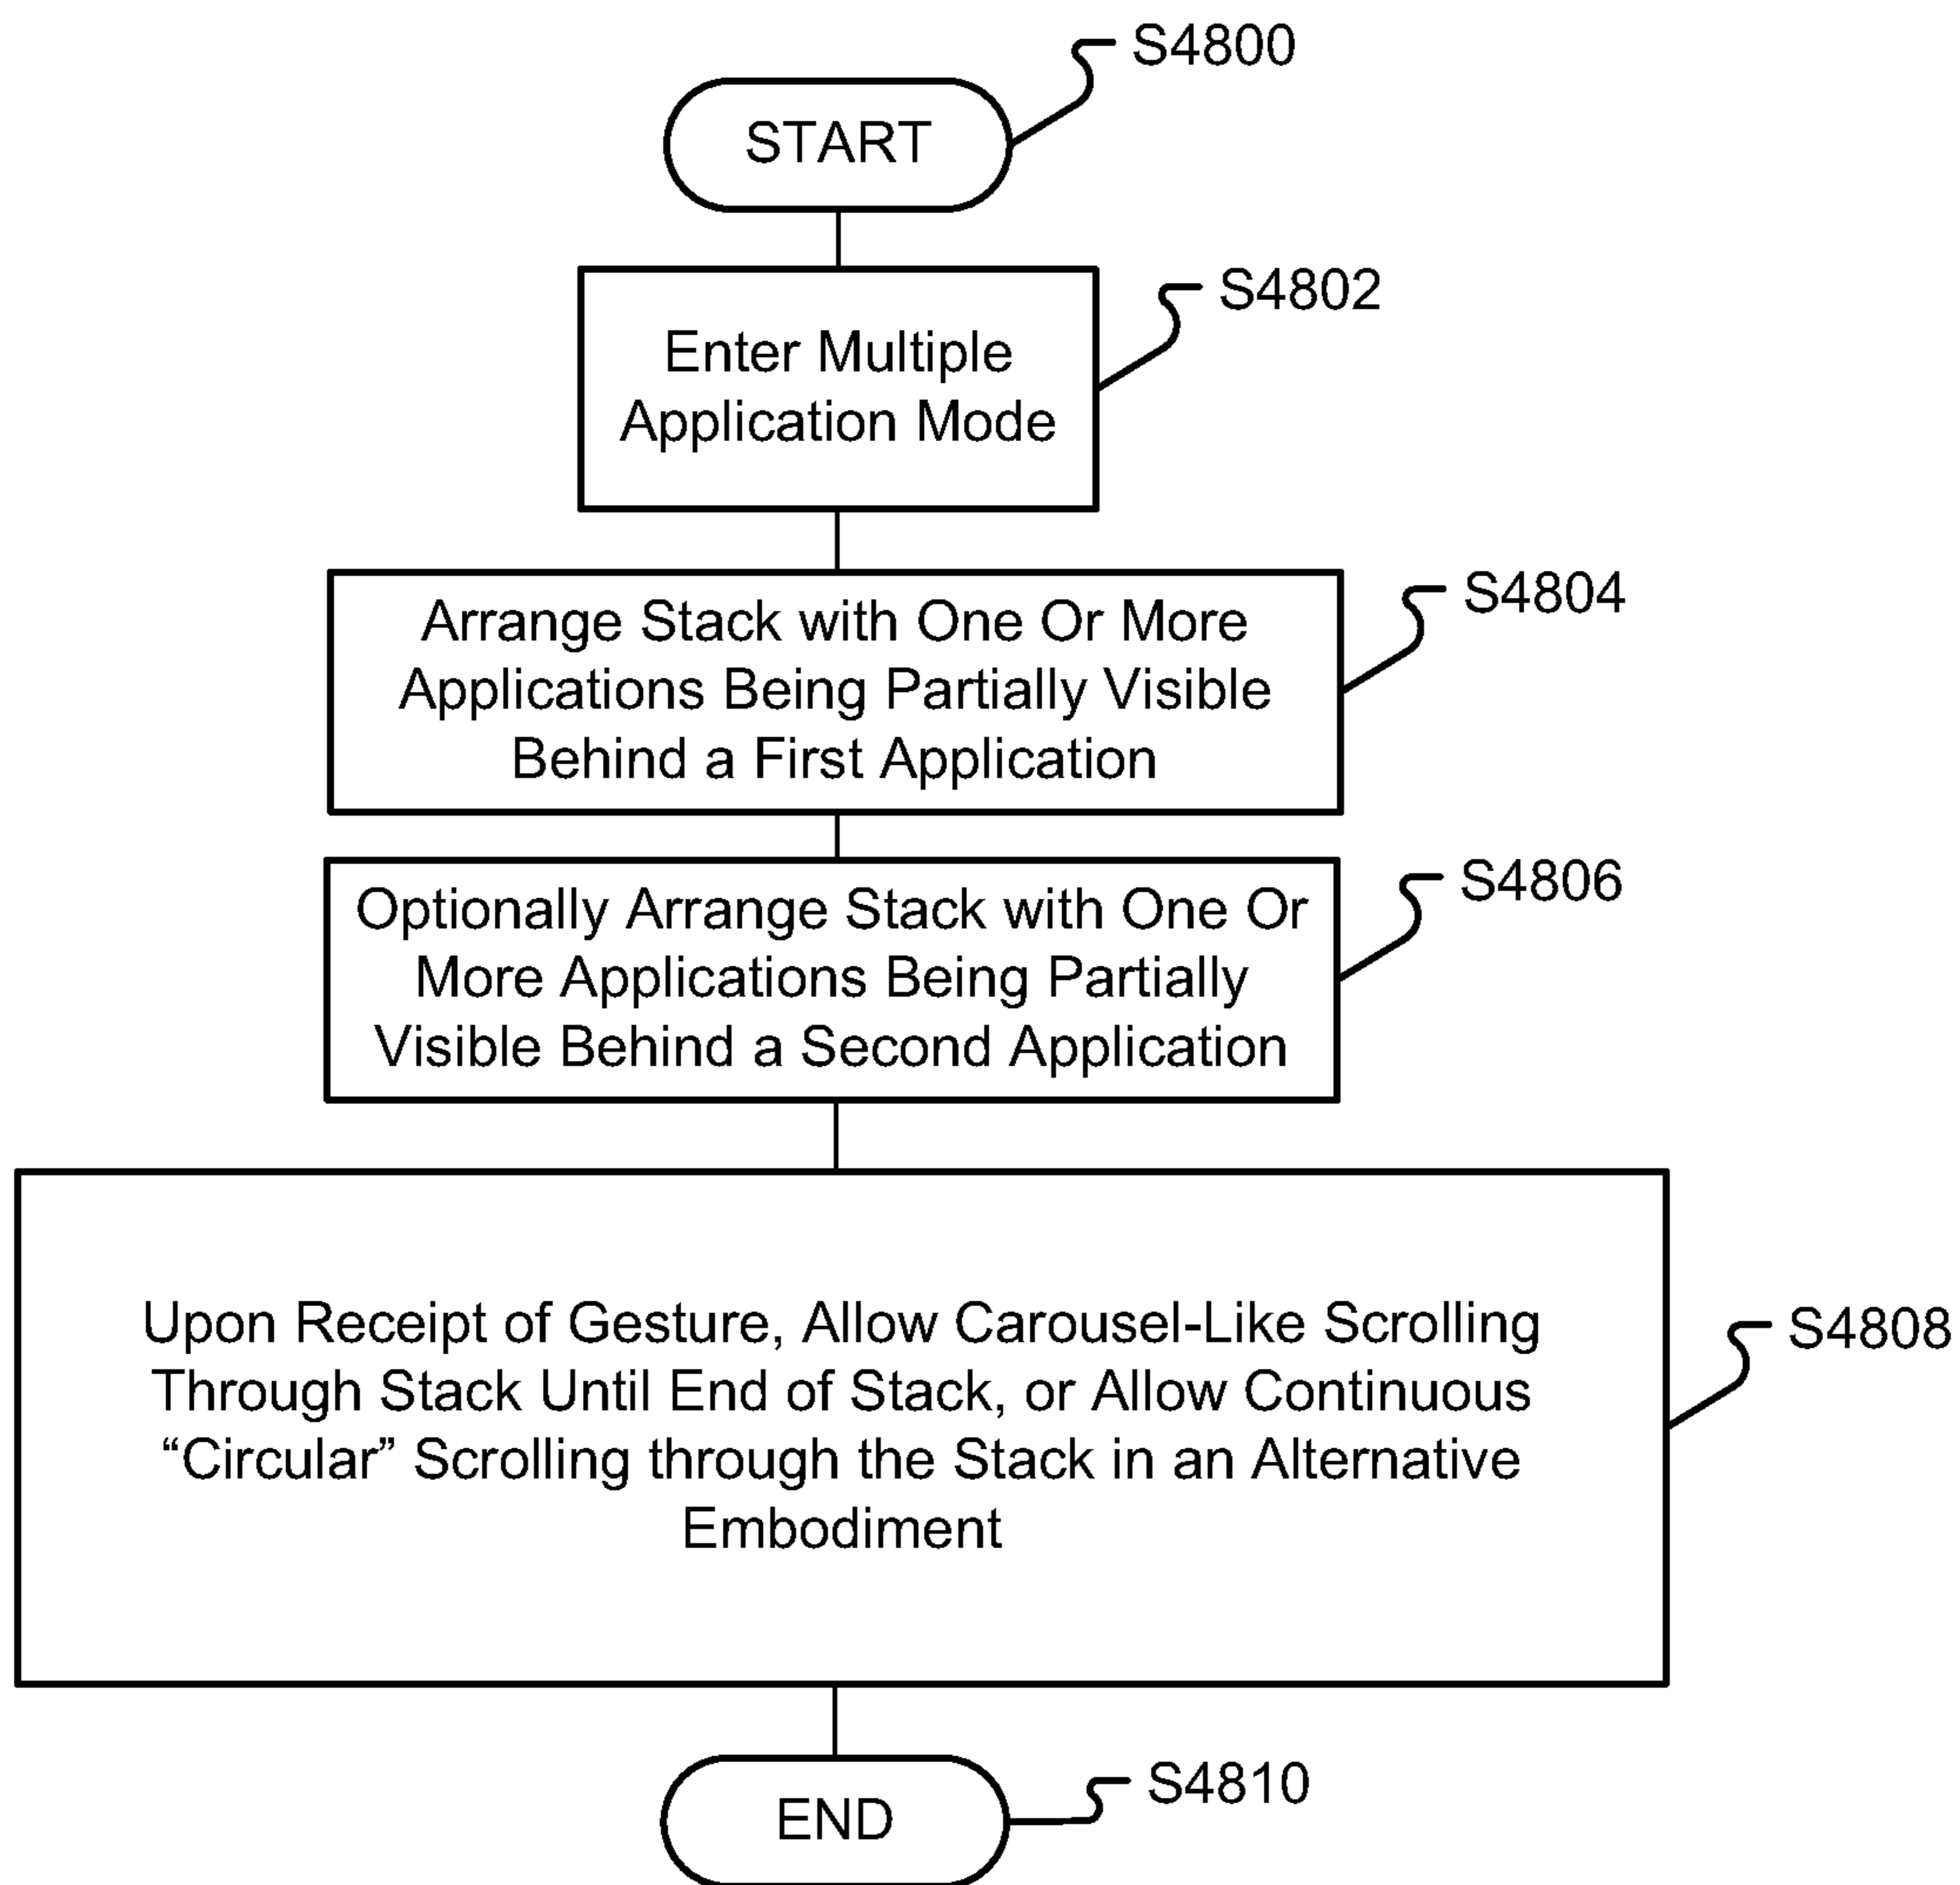 S4800
START
S4802
Enter Multiple
Application Mode
S4804
Arrange Stack with One Or More
Applications Being Partially Visible
Behind a First Application
S4806
Optionally Arrange Stack with One Or
More Applications Being Partially
Visible Behind a Second Application
S4808
Upon Receipt of Gesture, Allow Carousel-Like Scrolling
Through Stack Until End of Stack, or Allow Continuous
“Circular” Scrolling through the Stack in an Alternative
Embodiment
S4810
END